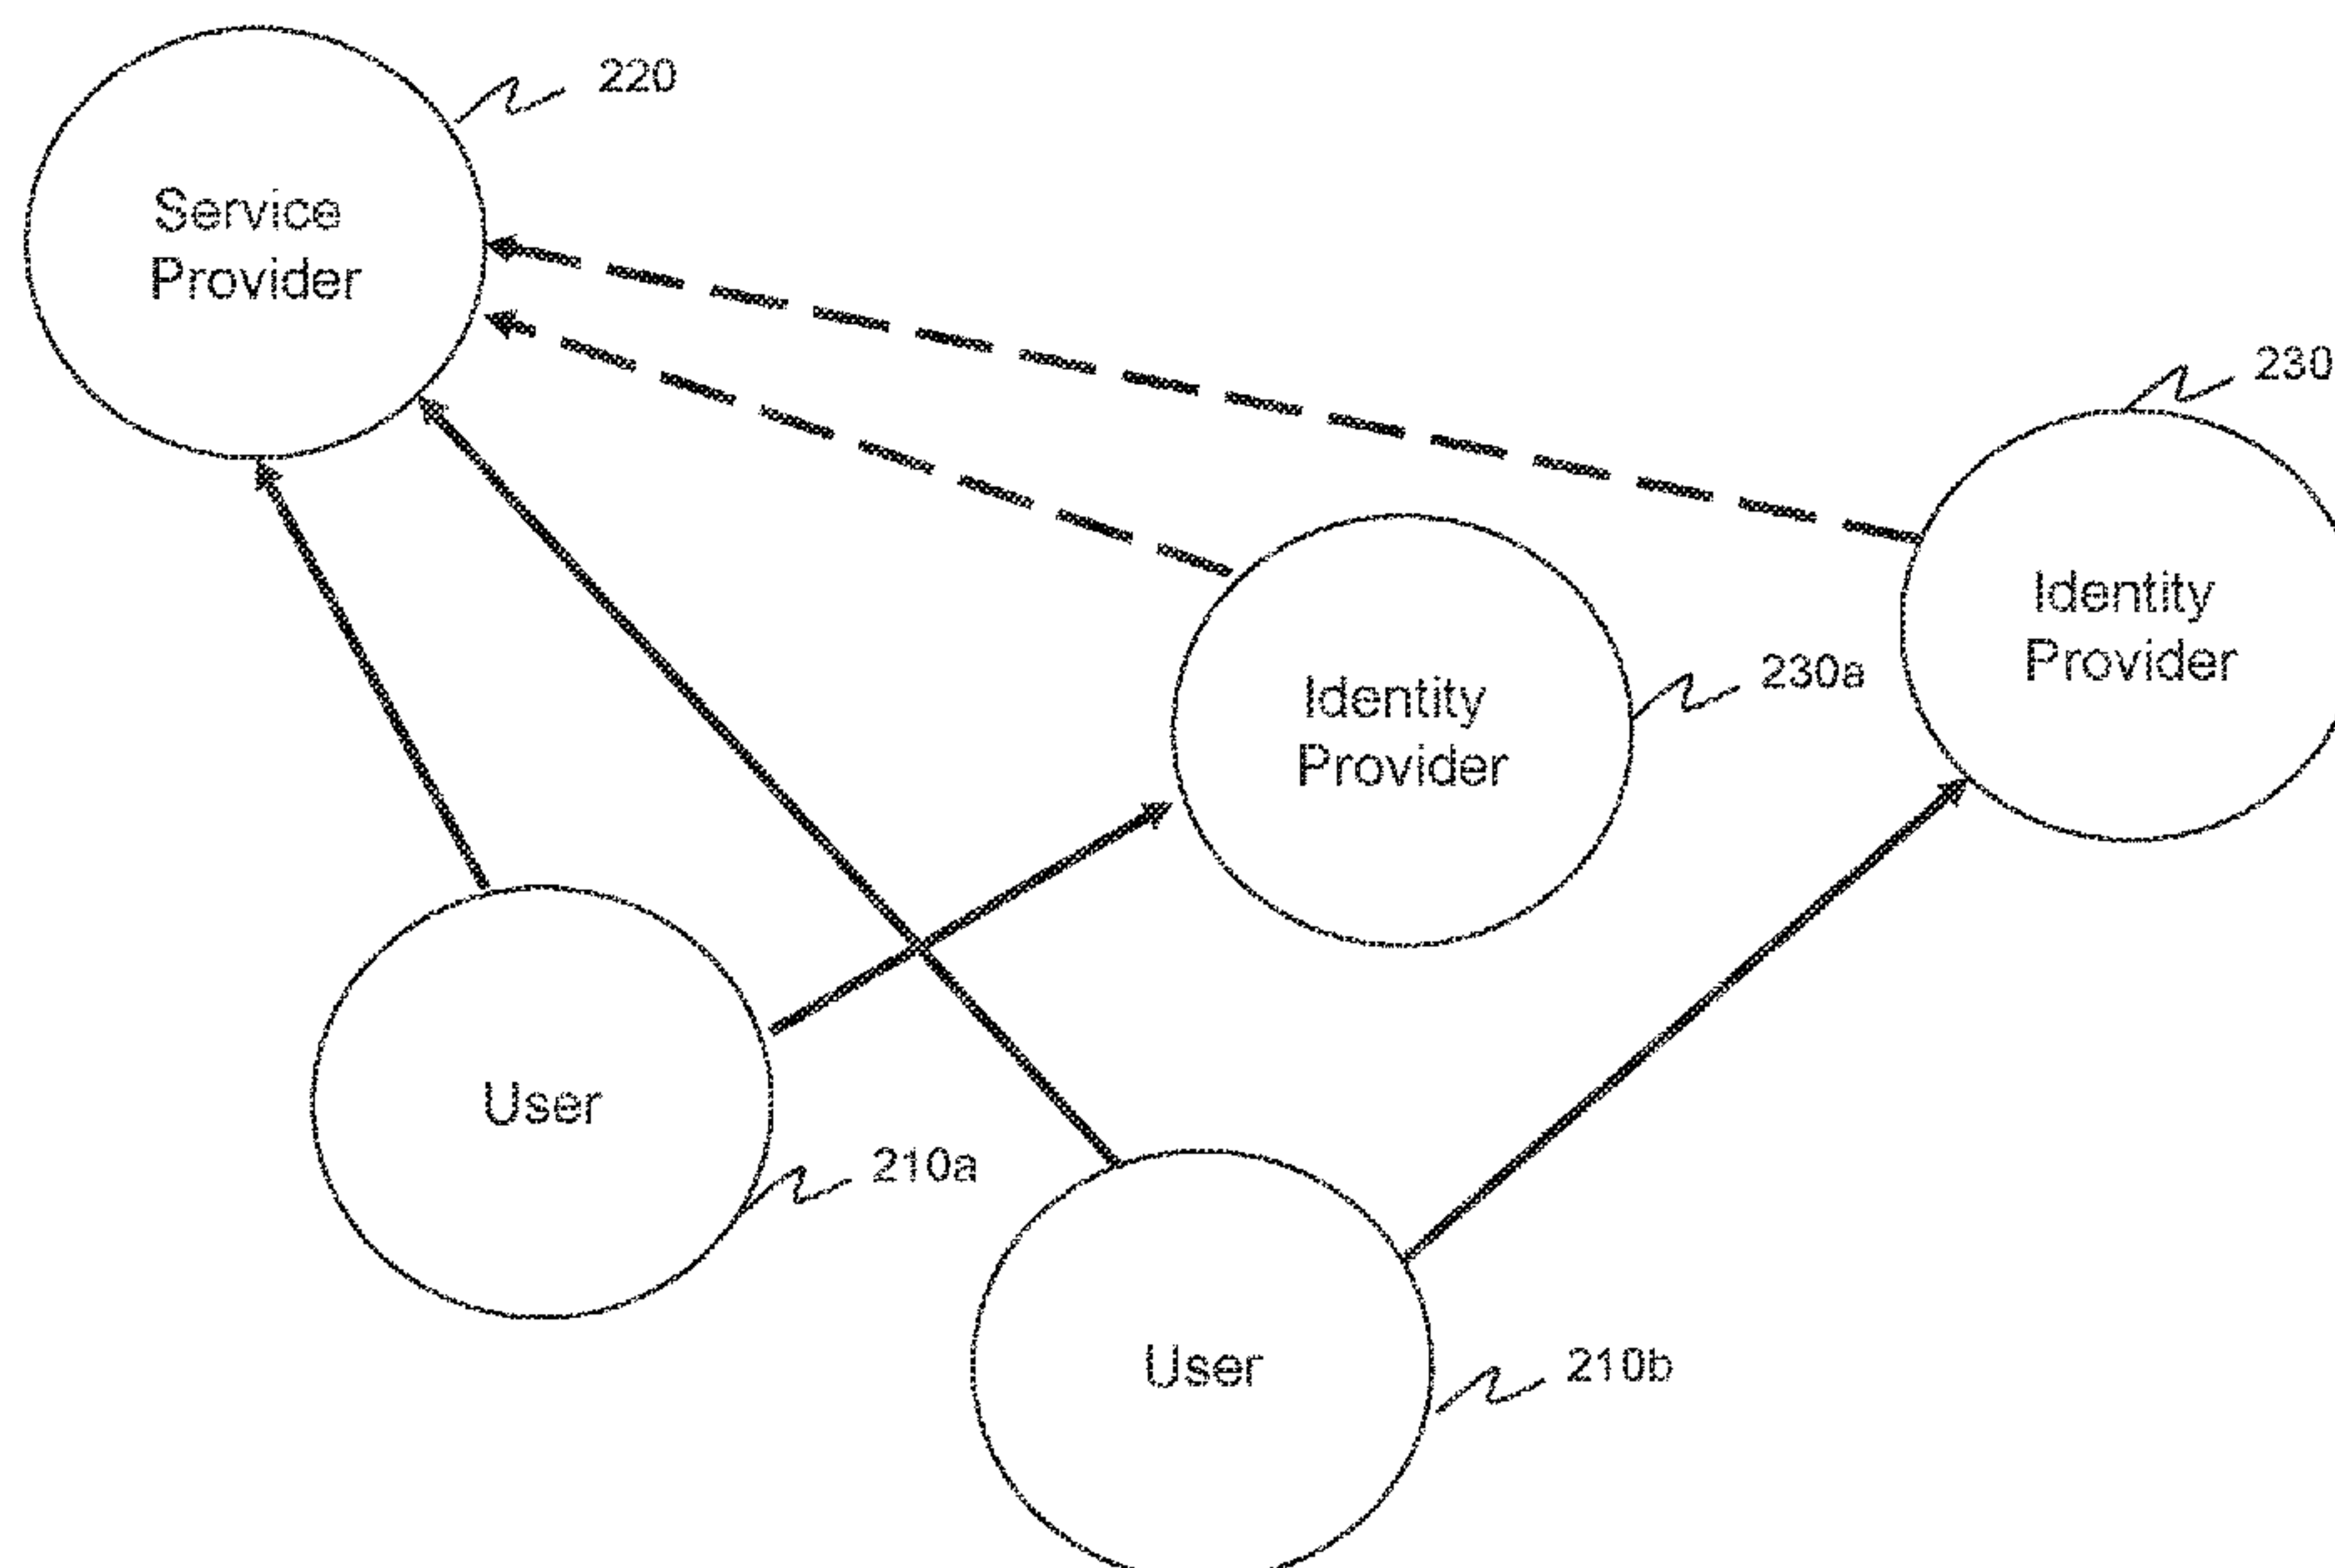 220
Service
Provider
230
Identity
Provider
230a
Identity
Provider
User
210a
User
210b